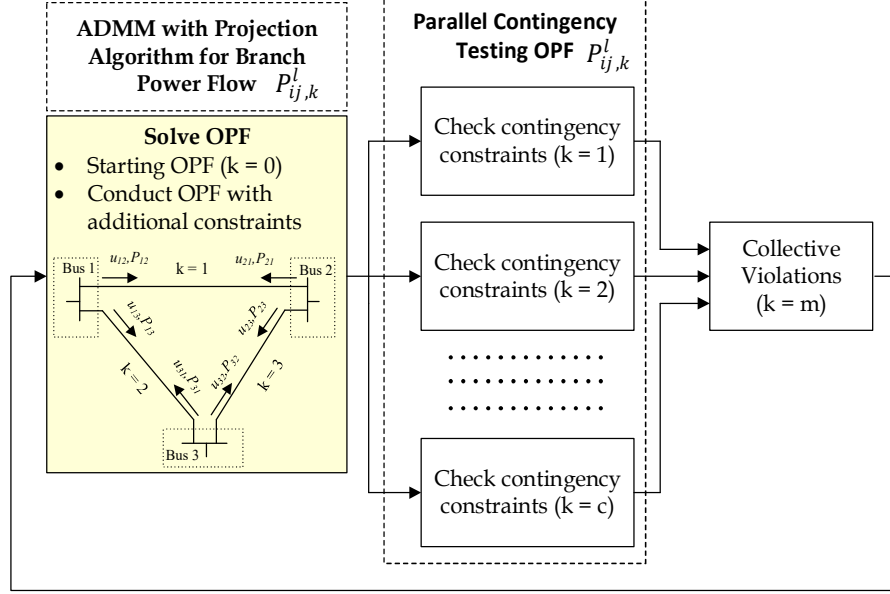 ADMM with Projection
Algorithm for Branch
Power Flow P^l_{ij,k}
Solve OPF
• Starting OPF (k = 0)
• Conduct OPF with
additional constraints
Bus 1
u12,P12
k = 1
u21,P21
Bus 2
u13,P13
k = 2
u31,P31
u32,P32
u23,P23
k = 3
Bus 3
Parallel Contingency
Testing OPF P^l_{ij,k}
Check contingency
constraints (k = 1)
Check contingency
constraints (k = 2)
Check contingency
constraints (k = c)
Collective
Violations
(k = m)